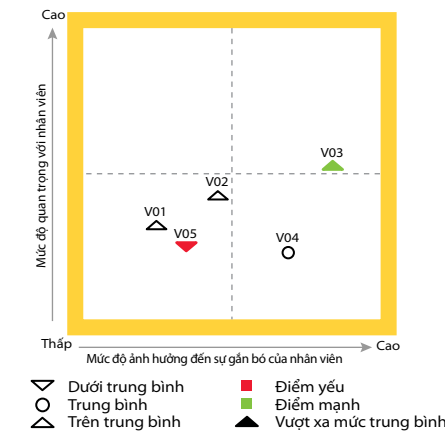 Cao
Mức độ quan trọng với nhân viên
V03
V02
V01
V05
V04
Thấp
Cao
Mức độ ảnh hưởng đến sự gắn bó của nhân viên
Dưới trung bình
Điểm yếu
Trung bình
Điểm mạnh
Trên trung bình
Vượt xa mức trung bình